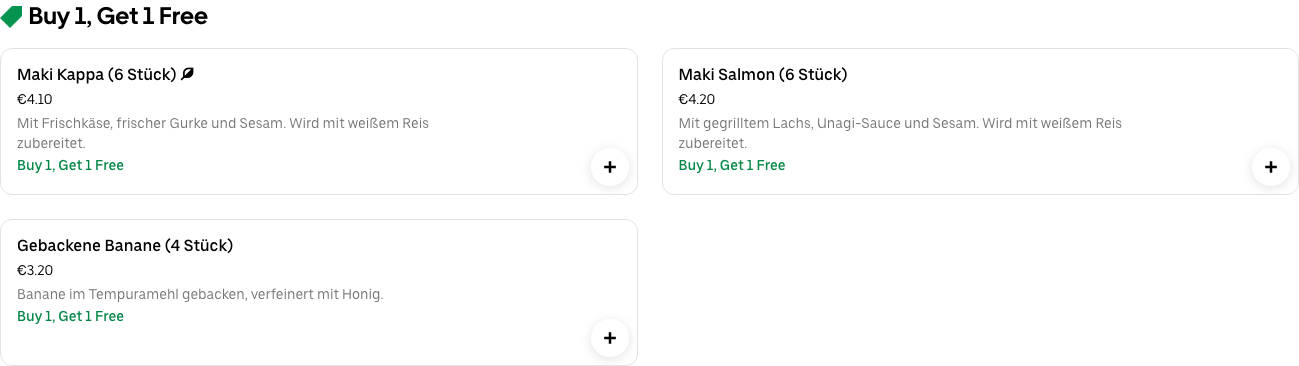 Buy 1, Get 1 Free
Maki Kappa (6 Stück)
€4.10
Mit Frischkäse, frischer Gurke und Sesam. Wird mit weißem Reis
zubereitet.
Buy 1, Get 1 Free
Maki Salmon (6 Stück)
€4.20
Mit gegrilltem Lachs, Unagi-Sauce und Sesam. Wird mit weißem Reis
zubereitet.
Buy 1, Get 1 Free
Gebackene Banane (4 Stück)
€3.20
Banane im Tempuramehl gebacken, verfeinert mit Honig.
Buy 1, Get 1 Free